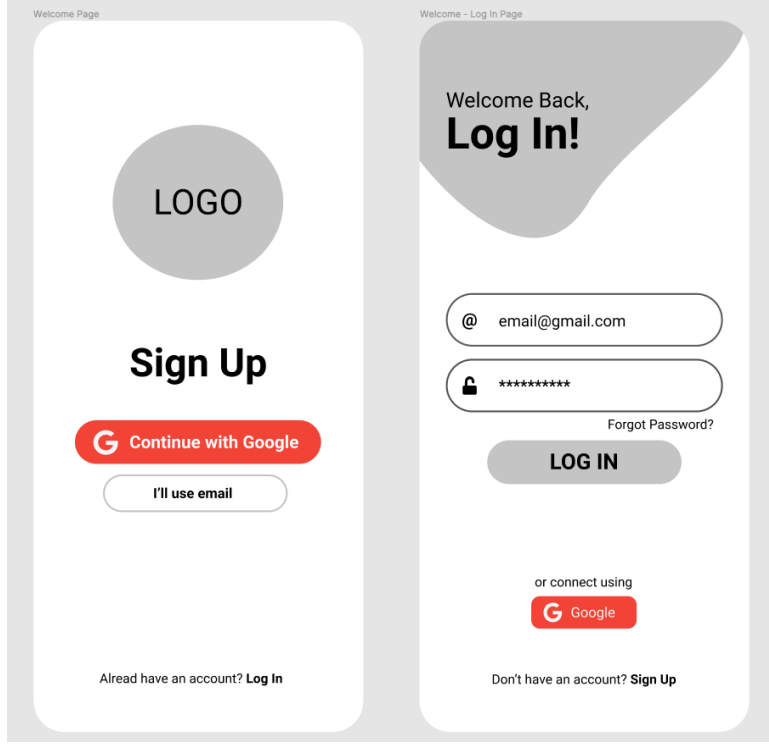 Welcome Page
LOGO
Sign Up
Continue with Google
I'll use email
Alread have an account? Log In
Welcome - Log In Page
Welcome Back,
Log In!
@ email@gmail.com
**********
Forgot Password?
LOG IN
or connect using
Google
Don't have an account? Sign Up